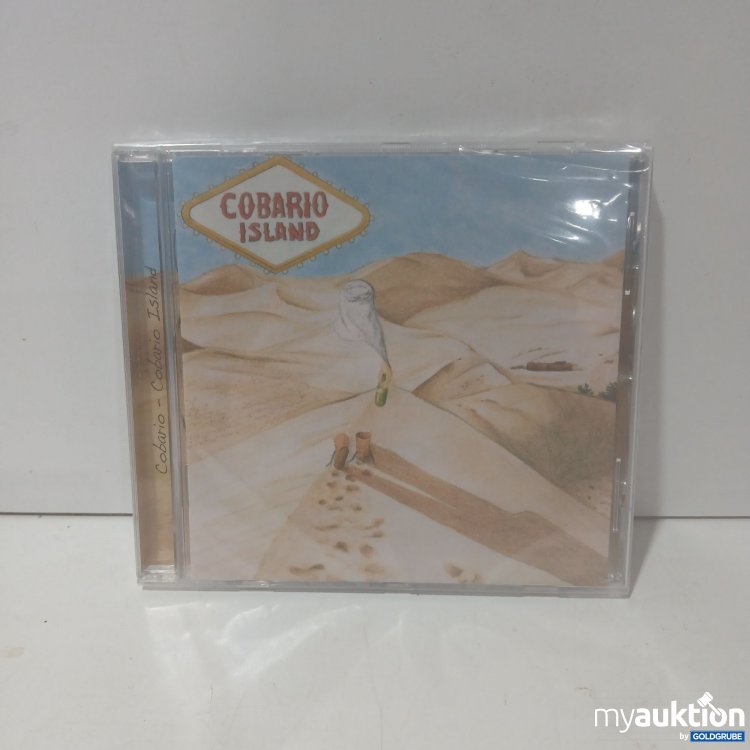 COBARIO
ISLAND
Cobario - Cobario Island
myauktion
by GOLDGRUBE